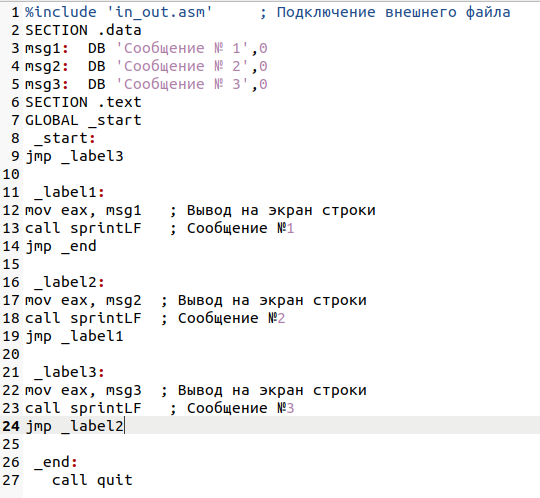 1 %include 'in_out.asm'     ; Подключение внешнего файла
2 SECTION .data
3 msg1:  DB 'Сообщение № 1',0
4 msg2:  DB 'Сообщение № 2',0
5 msg3:  DB 'Сообщение № 3',0
6 SECTION .text
7 GLOBAL _start
8  _start:
9 jmp _label3
10
11  _label1:
12 mov eax, msg1   ; Вывод на экран строки
13 call sprintLF   ; Сообщение №1
14 jmp _end
15
16  _label2:
17 mov eax, msg2  ; Вывод на экран строки
18 call sprintLF  ; Сообщение №2
19 jmp _label1
20
21  _label3:
22 mov eax, msg3  ; Вывод на экран строки
23 call sprintLF   ; Сообщение №3
24 jmp _label2
25
26  _end:
27    call quit